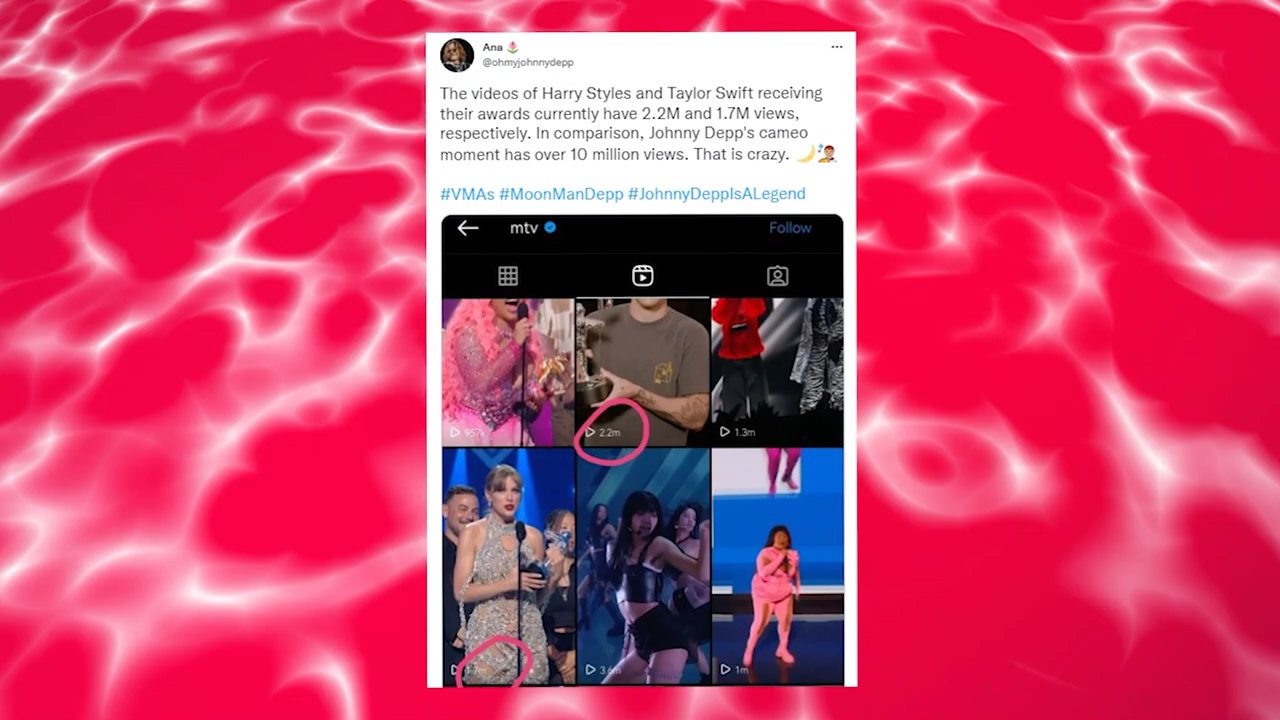 Ana
@ohmyjohnnydepp
The videos of Harry Styles and Taylor Swift receiving
their awards currently have 2.2M and 1.7M views,
respectively. In comparison, Johnny Depp's cameo
moment has over 10 million views. That is crazy.
#VMAs #MoonManDepp #JohnnyDeppIsALegend
mtv Follow
2.2m 1.3m
1m